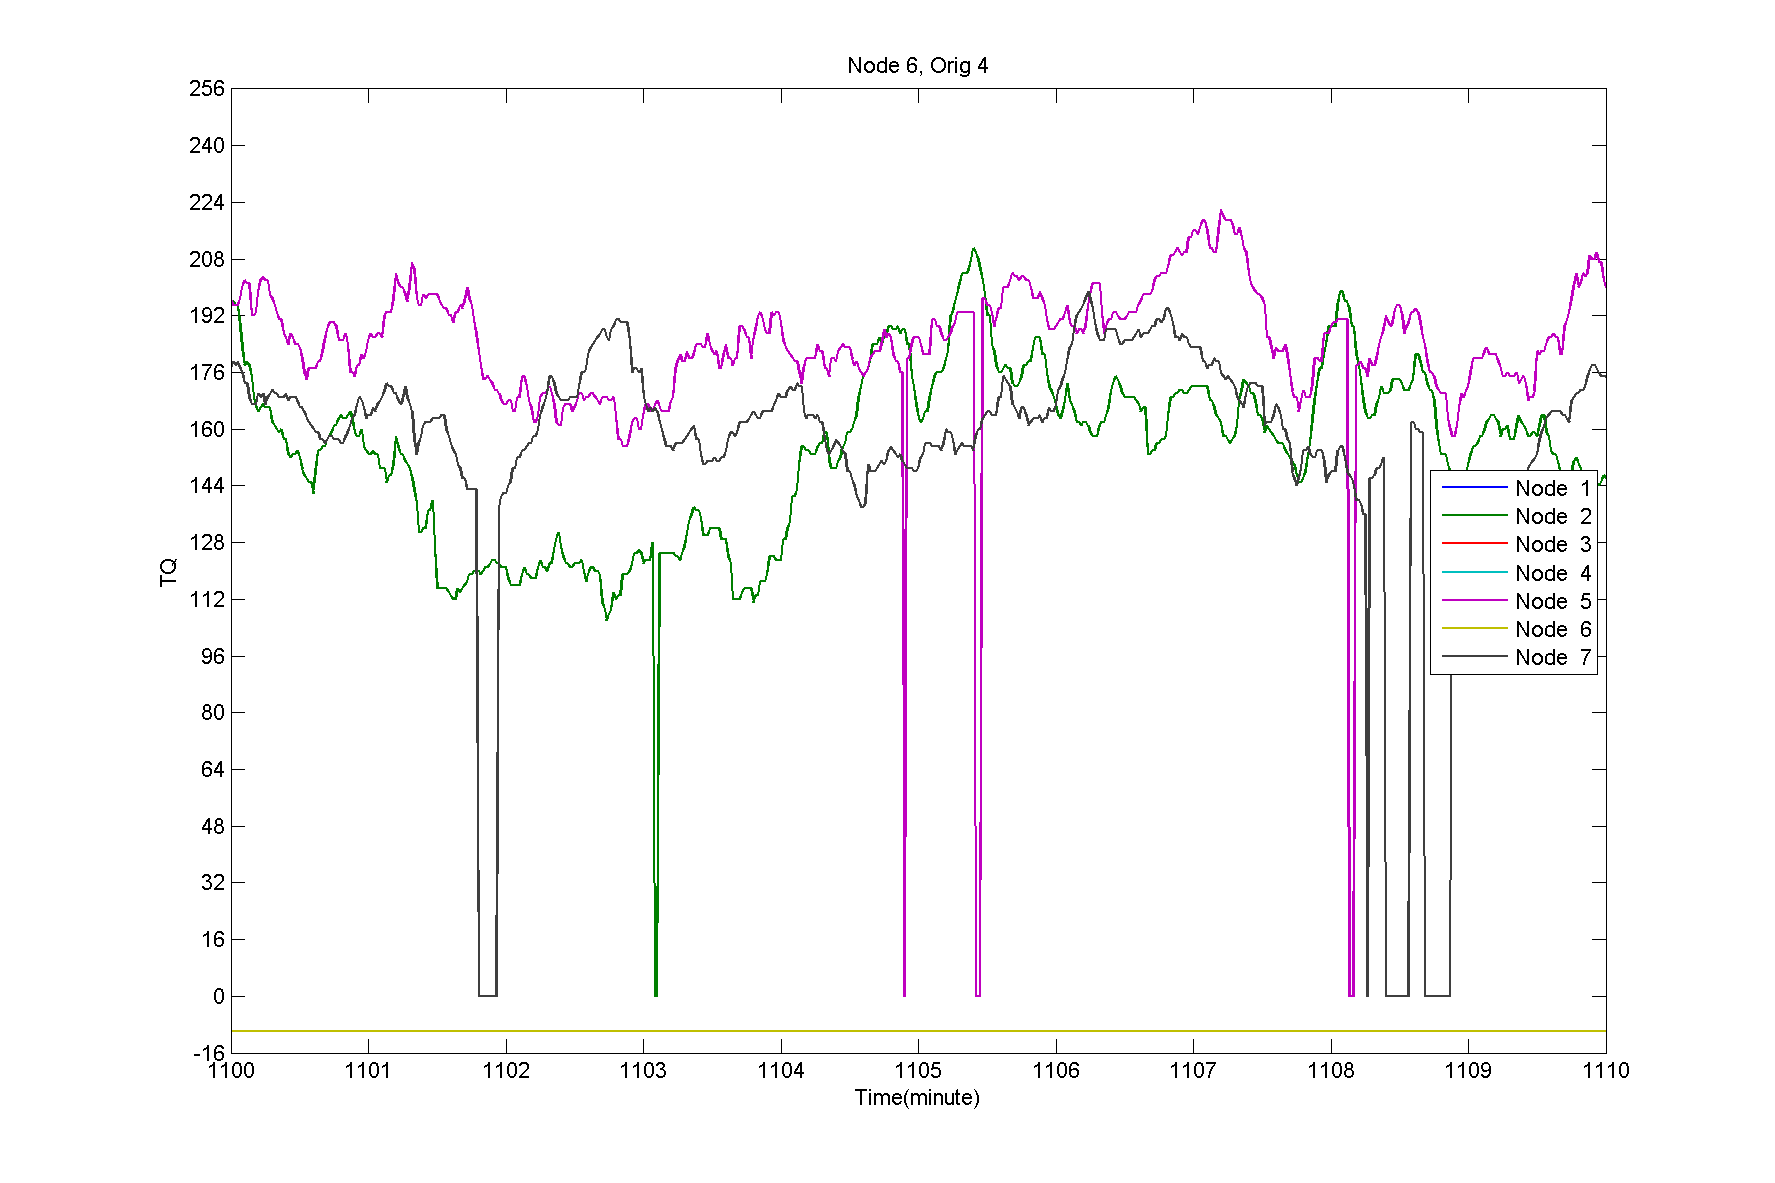 Node 6, Orig 4
256
240
224
208
192
176
160
144
128
112
96
80
64
48
32
16
0
-16
TQ
Node 1
Node 2
Node 3
Node 4
Node 5
Node 6
Node 7
1100 1101 1102 1103 1104 1105 1106 1107 1108 1109 1110
Time(minute)